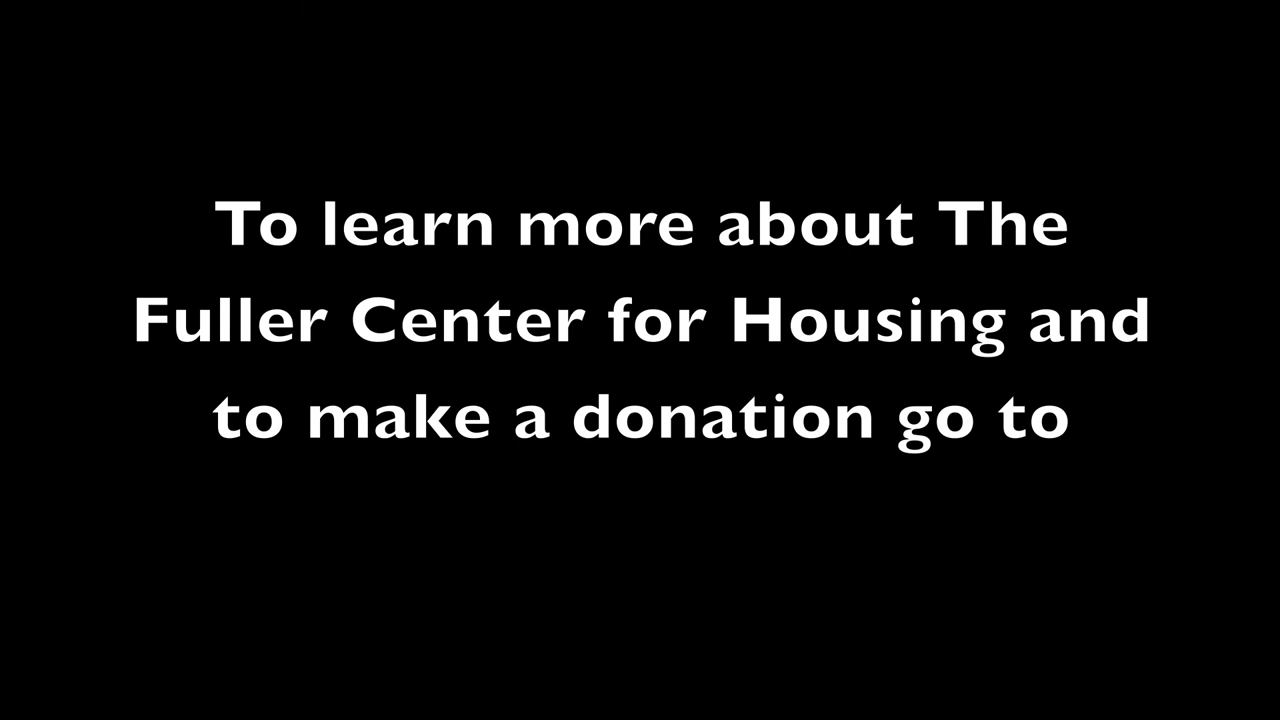 To learn more about The
Fuller Center for Housing and
to make a donation go to